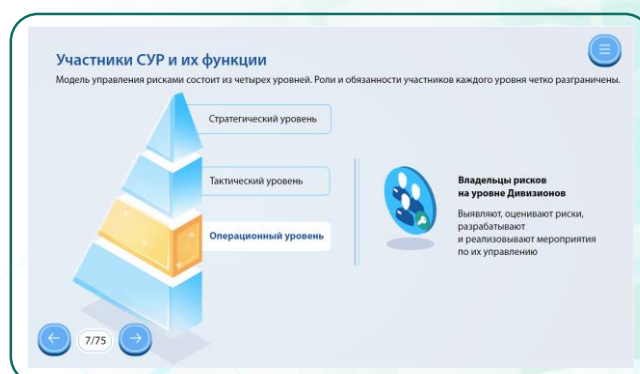 Участники СУР и их функции
Модель управления рисками состоит из четырех уровней. Роли и обязанности участников каждого уровня четко разграничены.
Стратегический уровень
Тактический уровень
Операционный уровень
Владельцы рисков
на уровне Дивизионов
Выявляют, оценивают риски,
разрабатывают
и реализовывают мероприятия
по их управлению
7/75